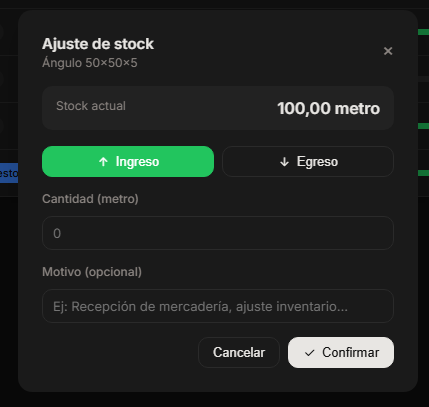 Ajuste de stock
Ángulo 50×50×5
Stock actual
100,00 metro
↑ Ingreso
↓ Egreso
Cantidad (metro)
0
Motivo (opcional)
Ej: Recepción de mercadería, ajuste inventario...
Cancelar
✓ Confirmar